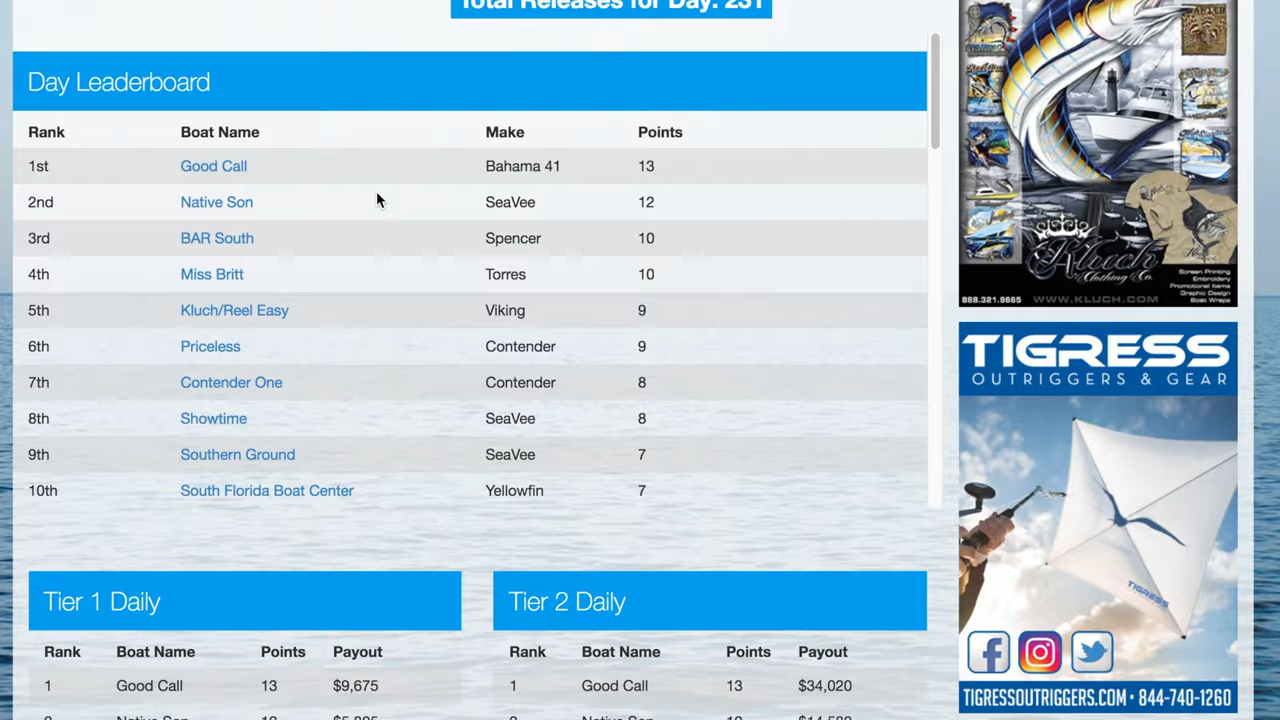 Total Releases for Day: 231
Day Leaderboard
Rank Boat Name Make Points
1st Good Call Bahama 41 13
2nd Native Son SeaVee 12
3rd BAR South Spencer 10
4th Miss Britt Torres 10
5th Kluch/Reel Easy Viking 9
6th Priceless Contender 9
7th Contender One Contender 8
8th Showtime SeaVee 8
9th Southern Ground SeaVee 7
10th South Florida Boat Center Yellowfin 7
Tier 1 Daily
Rank Boat Name Points Payout
1 Good Call 13 $9,675
Native Son
Tier 2 Daily
Rank Boat Name Points Payout
1 Good Call 13 $34,020
Native Son
Kluch
Clothing Co.
Screen Printing
Embroidery
Promotional Items
Graphic Design
Boat Wraps
888.321.9665 WWW.KLUCH.COM
TIGRESS
OUTRIGGERS & GEAR
TIGRESS
TIGRESSOUTRIGGERS.COM • 844-740-1260